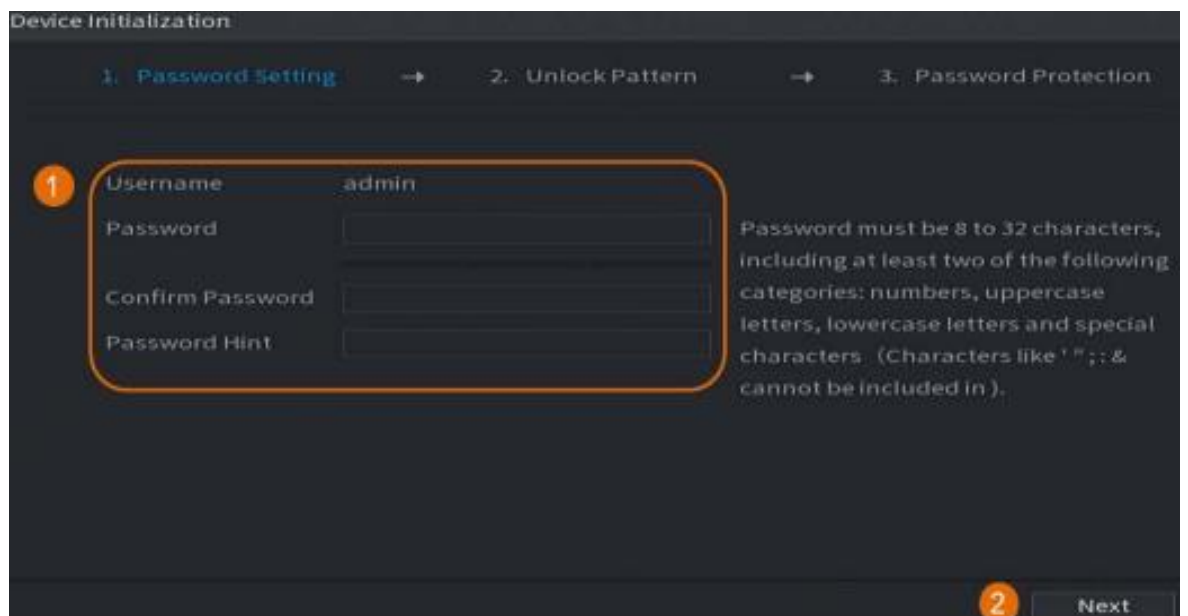 Device Initialization
1. Password Setting → 2. Unlock Pattern → 3. Password Protection
1
Username admin
Password
Confirm Password
Password Hint
Password must be 8 to 32 characters,
including at least two of the following
categories: numbers, uppercase
letters, lowercase letters and special
characters (Characters like ' " ; : &
cannot be included in ).
2
Next